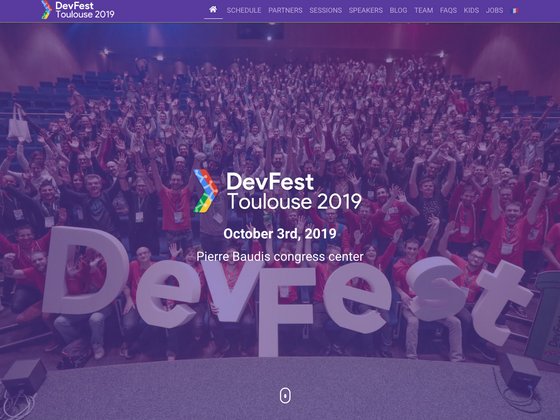 DevFest
Toulouse 2019
SCHEDULE PARTNERS SESSIONS SPEAKERS BLOG TEAM FAQS KIDS JOBS
DevFest
Toulouse 2019
October 3rd, 2019
Pierre Baudis congress center
DevFest